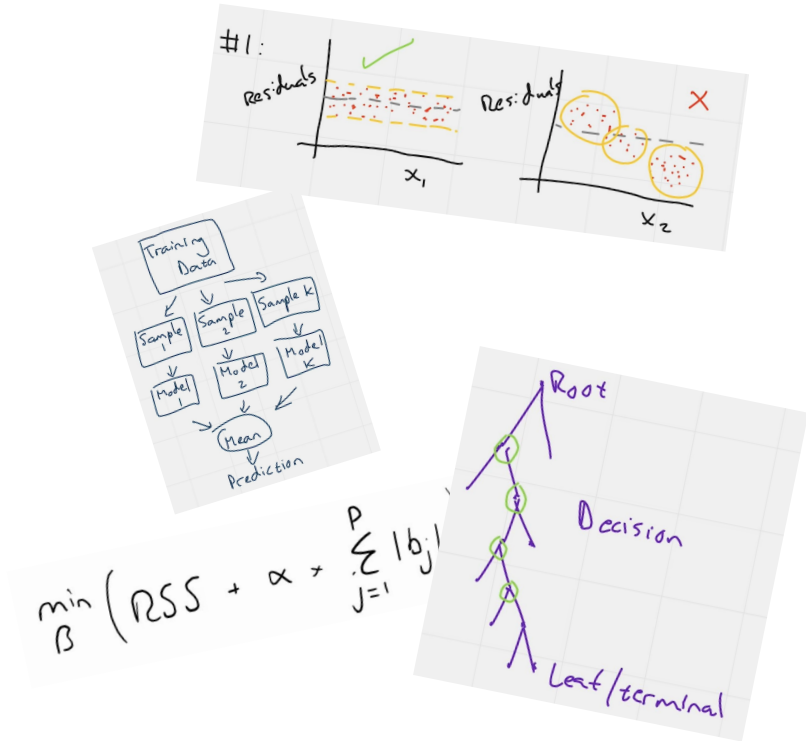 #1:
Residuals
x₁
Residuals
x₂
Training
Data
Sample
1
Sample
2
Sample K
Model
1
Model
2
Model
K
Mean
Prediction
min
B
(RSS + α * Σ |bj|
P
J=1
Root
Decision
Leaf/terminal